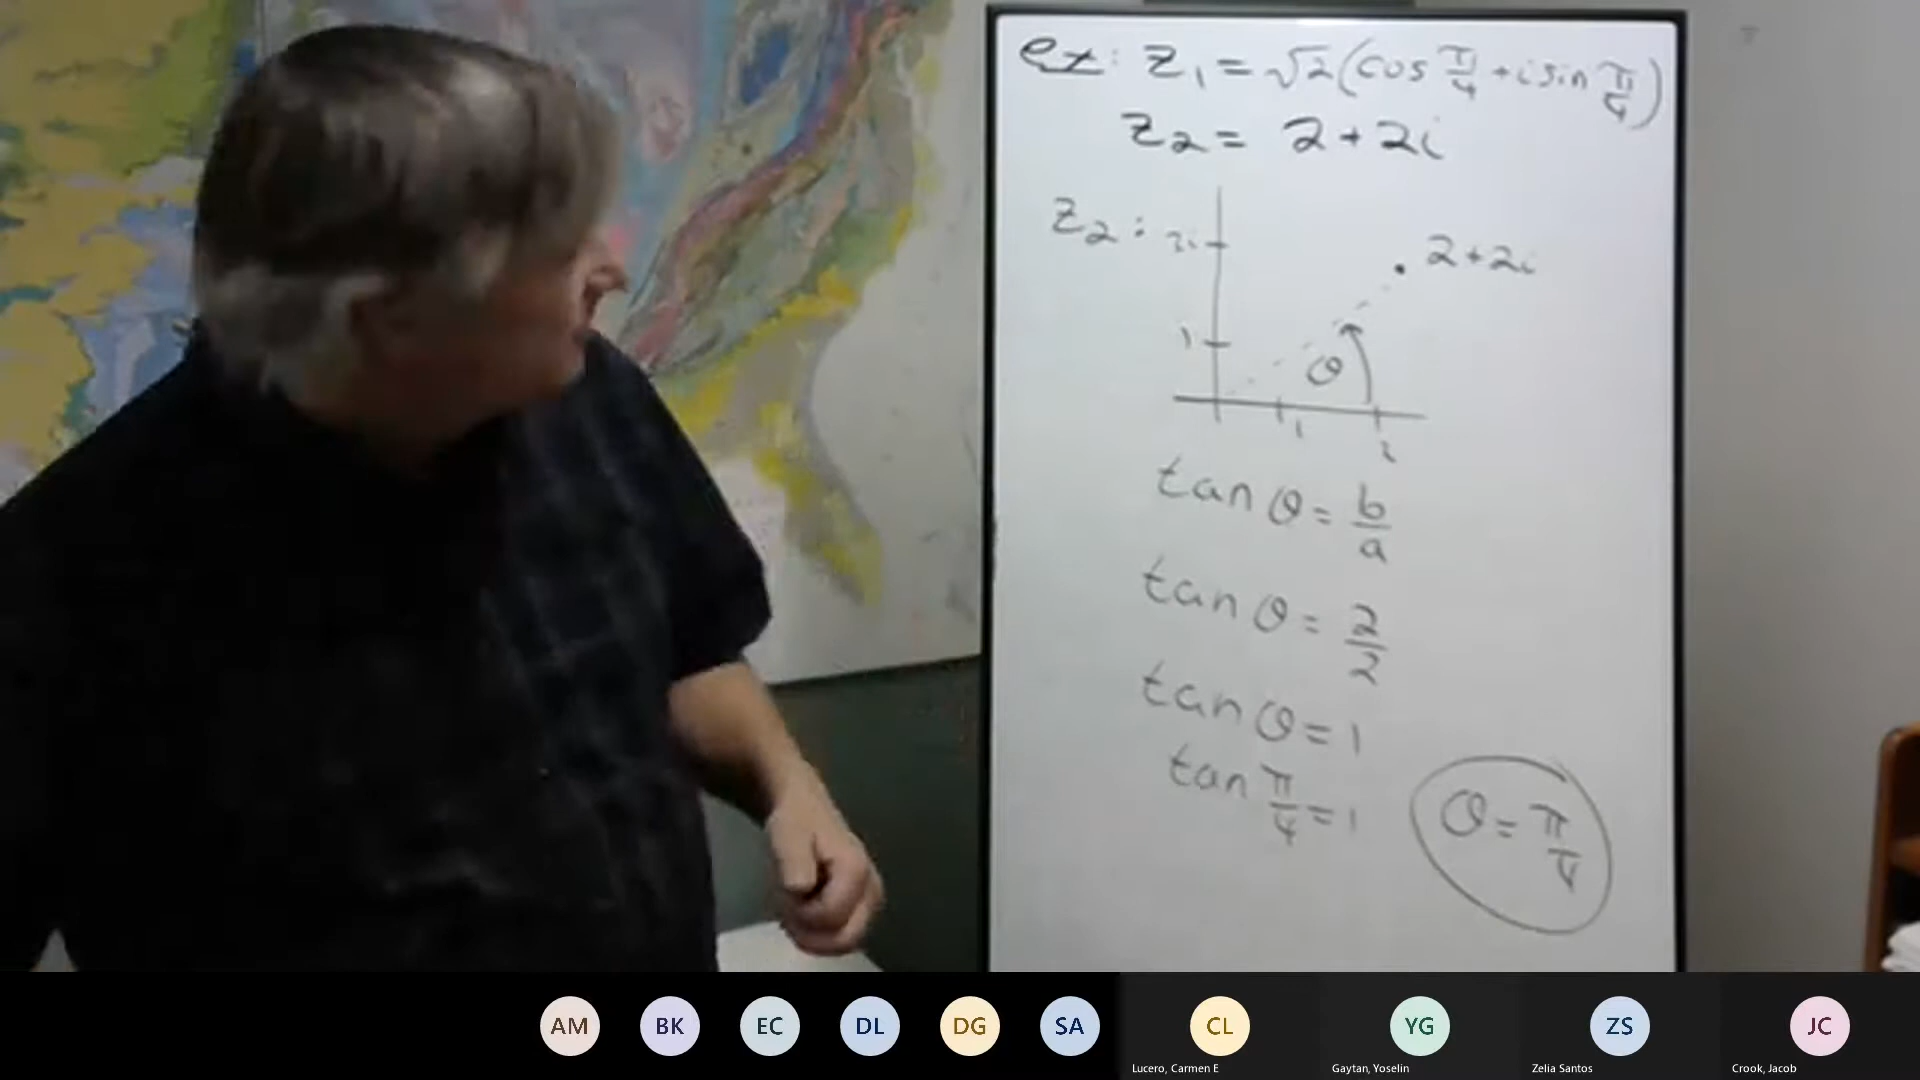 ex: z₁ = √2(cos π/4 + i sin π/4)
z₂ = 2 + 2i
z₂:
2i
2+2i
1
θ
1
2
tan θ = b/a
tan θ = 2/2
tan θ = 1
tan π/4 = 1
θ = π/4
AM BK EC DL DG SA CL YG ZS JC
Lucero, Carmen E Gaytan, Yoselin Zelia Santos Crook, Jacob